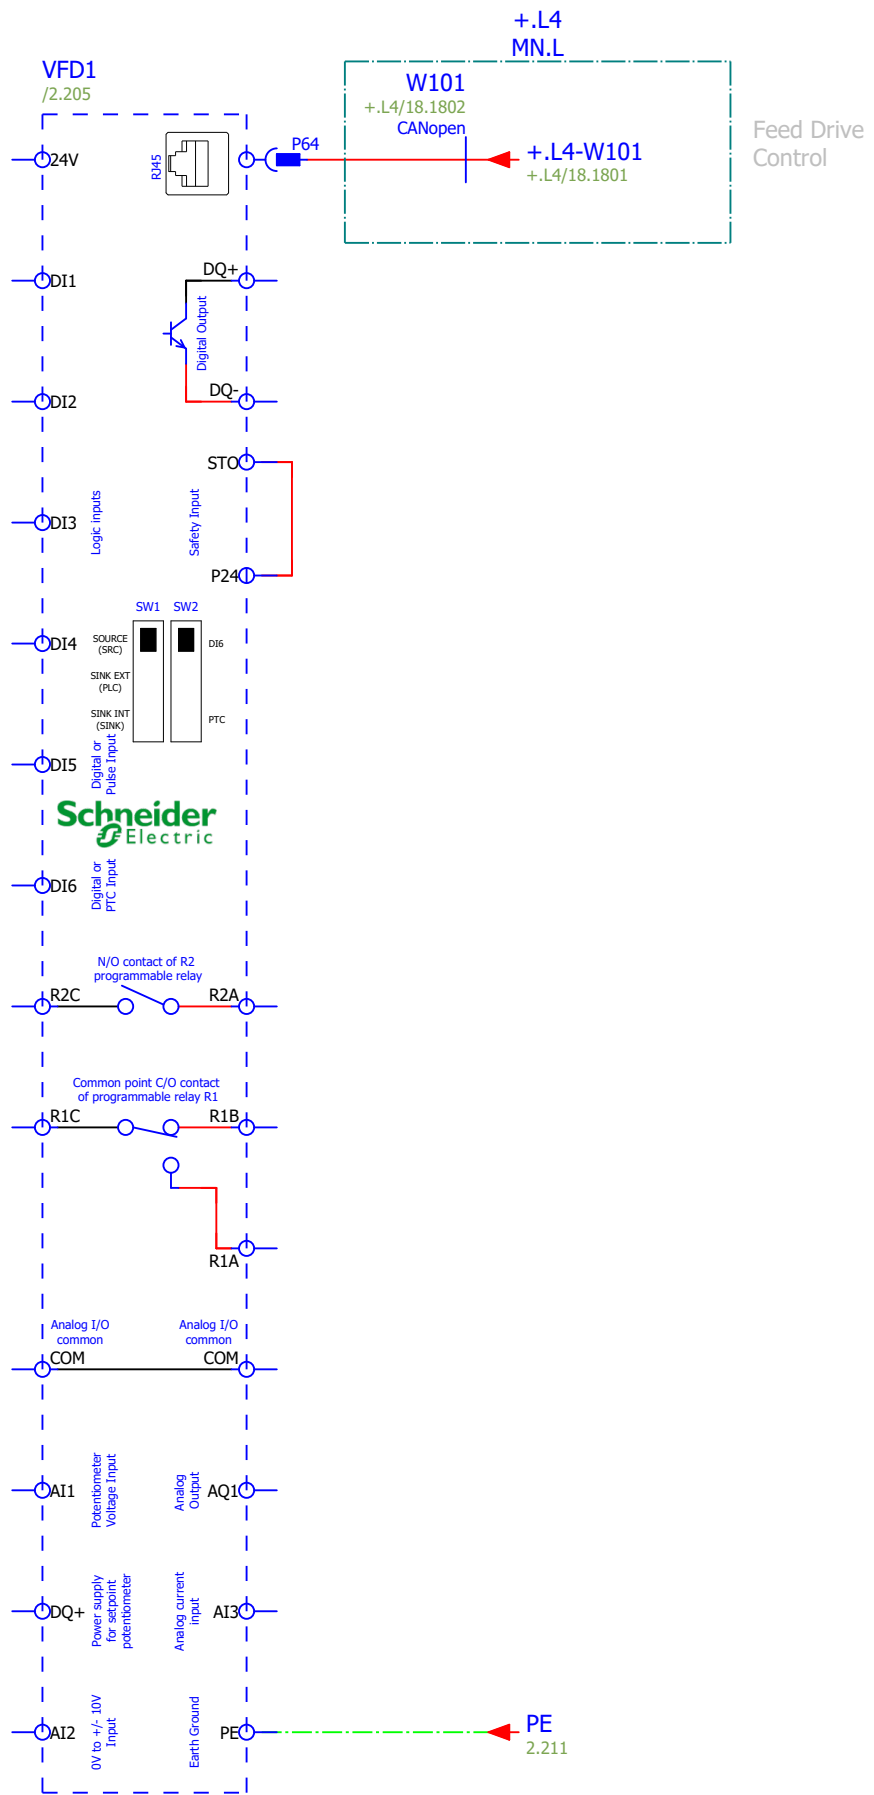 +.L4
MN.L
VFD1
/2.205
W101
+.L4/18.1802
CANopen
Feed Drive
Control
24V
RJ45
P64
+.L4-W101
+.L4/18.1801
DI1
DQ+
Digital Output
DI2
DQ-
STO
DI3
Logic inputs
Safety Input
P24
SW1
SW2
DI4
SOURCE
(SRC)
DI6
SINK EXT
(PLC)
SINK INT
(SINK)
PTC
DI5
Digital or
Pulse Input
Schneider
Electric
DI6
Digital or
PTC Input
N/O contact of R2
programmable relay
R2C
R2A
Common point C/O contact
of programmable relay R1
R1C
R1B
R1A
Analog I/O
common
Analog I/O
common
COM
COM
AI1
Potentiometer
Voltage Input
Analog
Output
AQ1
DQ+
Power supply
for setpoint
potentiometer
Analog current
input
AI3
AI2
0V to +/- 10V
Input
Earth Ground
PE
PE
2.211